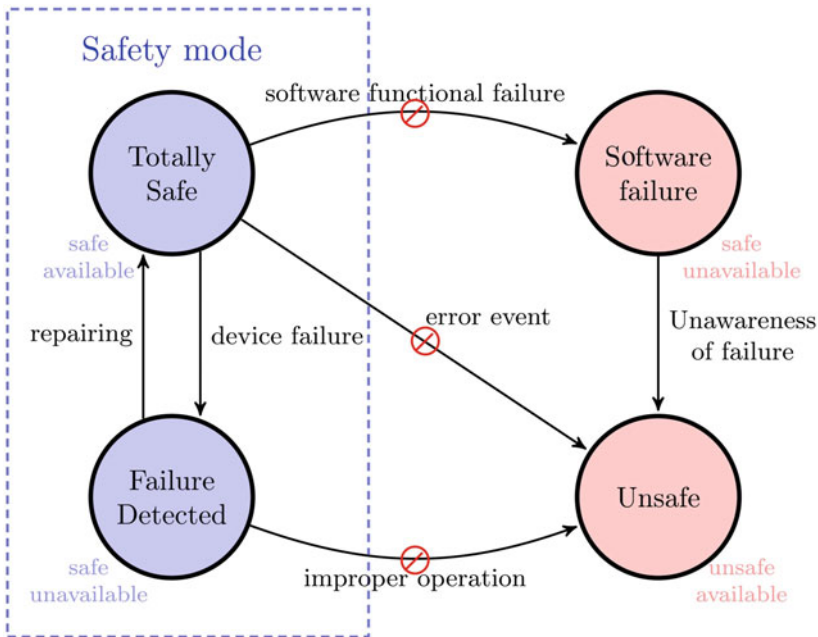 Safety mode
software functional failure
Totally
Safe
Software
failure
safe
available
safe
unavailable
repairing
device failure
error event
Unawareness
of failure
Failure
Detected
Unsafe
safe
unavailable
improper operation
unsafe
available